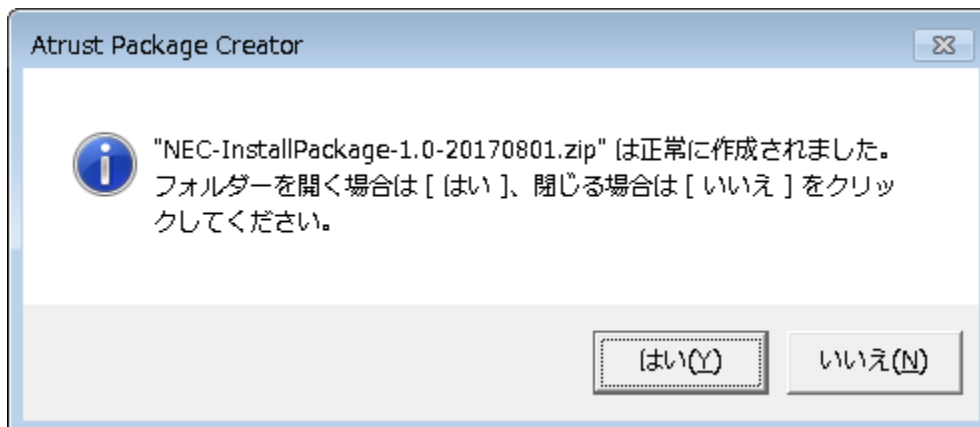 Atrust Package Creator
"NEC-InstallPackage-1.0-20170801.zip" は正常に作成されました。
フォルダーを開く場合は [ はい ]、閉じる場合は [ いいえ ] をクリッ
クしてください。
はい(Y)
いいえ(N)